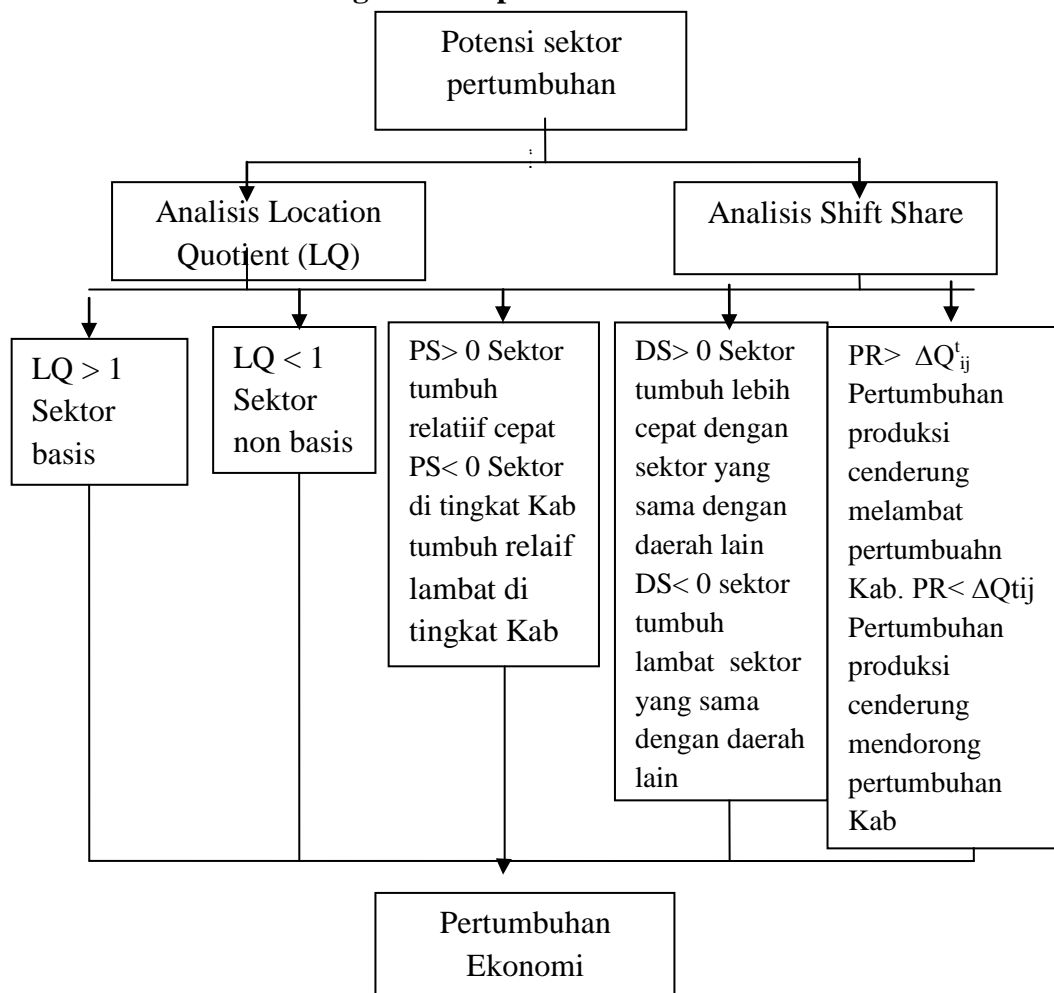 Potensi sektor
pertumbuhan
Analisis Location
Quotient (LQ)
Analisis Shift Share
LQ > 1
Sektor
basis
LQ < 1
Sektor
non basis
PS> 0 Sektor
tumbuh
relatiif cepat
PS< 0 Sektor
di tingkat Kab
tumbuh relaif
lambat di
tingkat Kab
DS> 0 Sektor
tumbuh lebih
cepat dengan
sektor yang
sama dengan
daerah lain
DS< 0 sektor
tumbuh
lambat sektor
yang sama
dengan daerah
lain
PR> ΔQᵗᵢⱼ
Pertumbuhan
produksi
cenderung
melambat
pertumbuahn
Kab. PR< ΔQtij
Pertumbuhan
produksi
cenderung
mendorong
pertumbuhan
Kab
Pertumbuhan
Ekonomi